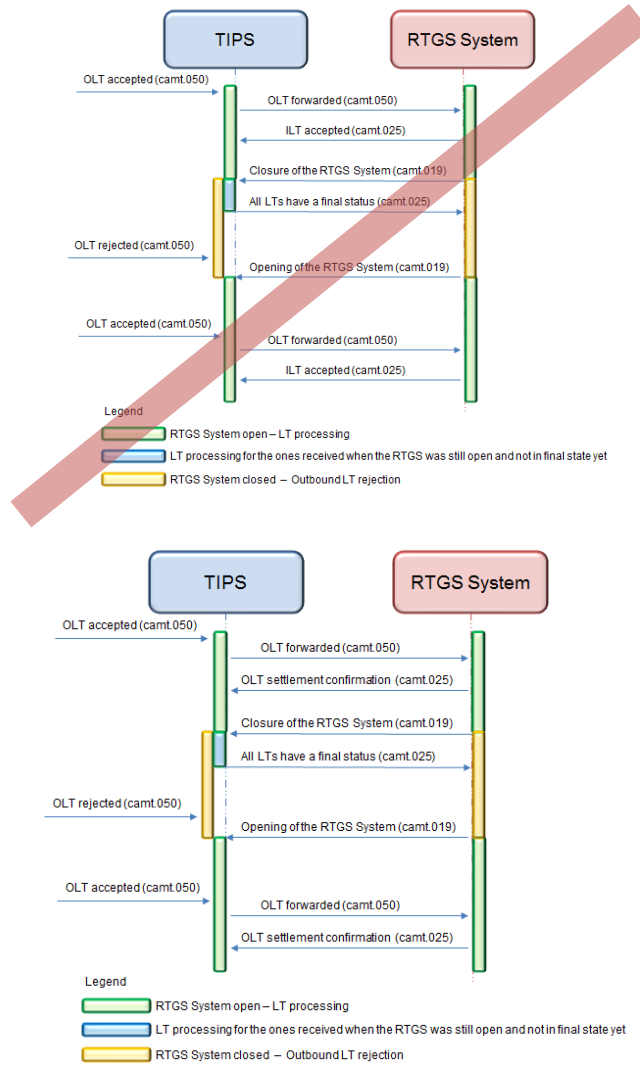 TIPS
RTGS System
OLT accepted (camt.050)
OLT forwarded (camt.050)
ILT accepted (camt.025)
Closure of the RTGS System (camt.019)
All LTs have a final status (camt.025)
OLT rejected (camt.050)
Opening of the RTGS System (camt.019)
OLT accepted (camt.050)
OLT forwarded (camt.050)
ILT accepted (camt.025)
Legend
RTGS System open – LT processing
LT processing for the ones received when the RTGS was still open and not in final state yet
RTGS System closed – Outbound LT rejection
TIPS
RTGS System
OLT accepted (camt.050)
OLT forwarded (camt.050)
OLT settlement confirmation (camt.025)
Closure of the RTGS System (camt.019)
All LTs have a final status (camt.025)
OLT rejected (camt.050)
Opening of the RTGS System (camt.019)
OLT accepted (camt.050)
OLT forwarded (camt.050)
OLT settlement confirmation (camt.025)
Legend
RTGS System open – LT processing
LT processing for the ones received when the RTGS was still open and not in final state yet
RTGS System closed – Outbound LT rejection